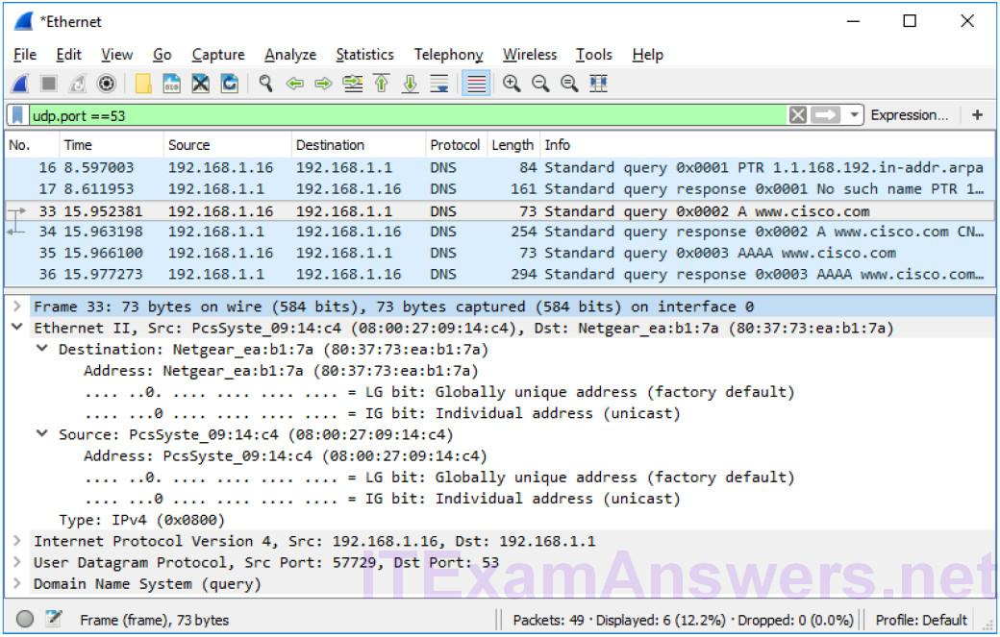 *Ethernet
File Edit View Go Capture Analyze Statistics Telephony Wireless Tools Help
udp.port ==53 Expression... +
No. Time Source Destination Protocol Length Info
16 8.597003 192.168.1.16 192.168.1.1 DNS 84 Standard query 0x0001 PTR 1.1.168.192.in-addr.arpa
17 8.611953 192.168.1.1 192.168.1.16 DNS 161 Standard query response 0x0001 No such name PTR 1…
33 15.952381 192.168.1.16 192.168.1.1 DNS 73 Standard query 0x0002 A www.cisco.com
34 15.963198 192.168.1.1 192.168.1.16 DNS 254 Standard query response 0x0002 A www.cisco.com CN…
35 15.966100 192.168.1.16 192.168.1.1 DNS 73 Standard query 0x0003 AAAA www.cisco.com
36 15.977273 192.168.1.1 192.168.1.16 DNS 294 Standard query response 0x0003 AAAA www.cisco.com…
Frame 33: 73 bytes on wire (584 bits), 73 bytes captured (584 bits) on interface 0
Ethernet II, Src: PcsSyste_09:14:c4 (08:00:27:09:14:c4), Dst: Netgear_ea:b1:7a (80:37:73:ea:b1:7a)
Destination: Netgear_ea:b1:7a (80:37:73:ea:b1:7a)
Address: Netgear_ea:b1:7a (80:37:73:ea:b1:7a)
.... ..0. .... .... .... .... = LG bit: Globally unique address (factory default)
.... ...0 .... .... .... .... = IG bit: Individual address (unicast)
Source: PcsSyste_09:14:c4 (08:00:27:09:14:c4)
Address: PcsSyste_09:14:c4 (08:00:27:09:14:c4)
.... ..0. .... .... .... .... = LG bit: Globally unique address (factory default)
.... ...0 .... .... .... .... = IG bit: Individual address (unicast)
Type: IPv4 (0x0800)
Internet Protocol Version 4, Src: 192.168.1.16, Dst: 192.168.1.1
User Datagram Protocol, Src Port: 57729, Dst Port: 53
Domain Name System (query)
ITExamAnswers.net
Frame (frame), 73 bytes Packets: 49 · Displayed: 6 (12.2%) · Dropped: 0 (0.0%) Profile: Default